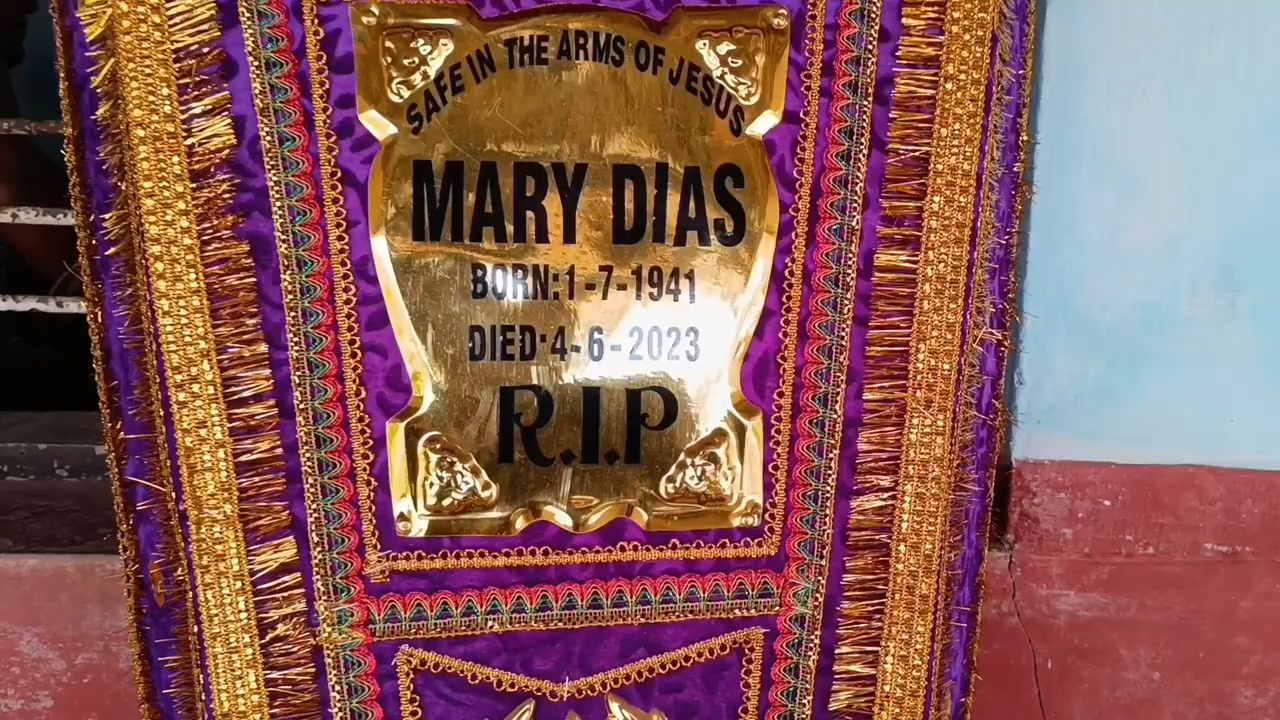 SAFE IN THE ARMS OF JESUS
MARY DIAS
BORN:1-7-1941
DIED:4-6-2023
R.I.P